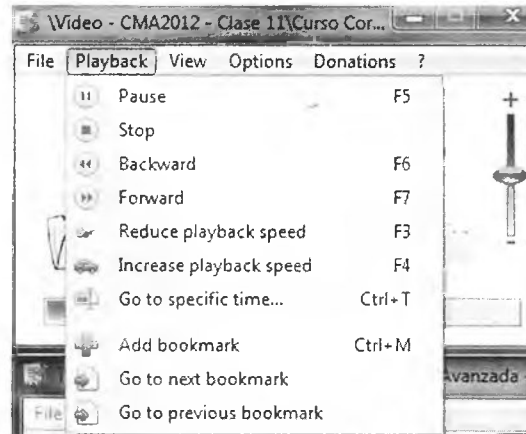 \Video - CMA2012 - Clase 11\Curso Cor...
File Playback View Options Donations ?
Pause F5
Stop
Backward F6
Forward F7
Reduce playback speed F3
Increase playback speed F4
Go to specific time... Ctrl+T
Add bookmark Ctrl+M
Go to next bookmark
Avanzada
File
Go to previous bookmark